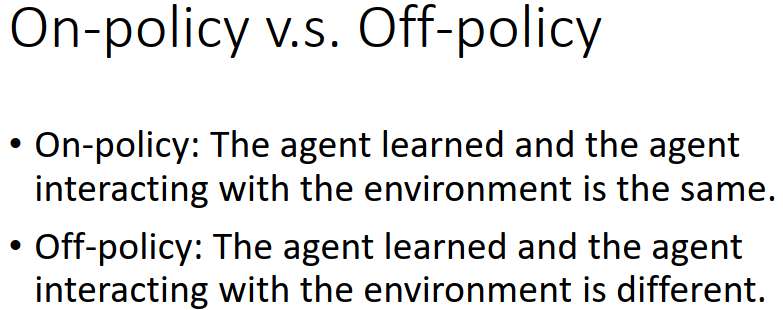 On-policy v.s. Off-policy
• On-policy: The agent learned and the agent
interacting with the environment is the same.
• Off-policy: The agent learned and the agent
interacting with the environment is different.